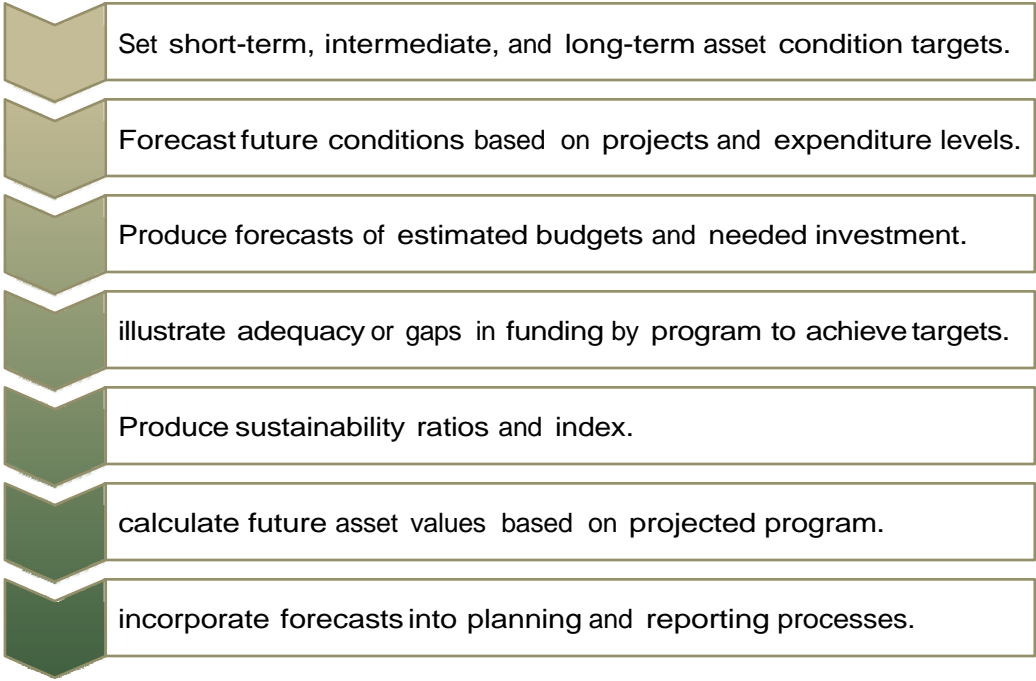 Set short-term, intermediate, and long-term asset condition targets.
Forecast future conditions based on projects and expenditure levels.
Produce forecasts of estimated budgets and needed investment.
illustrate adequacy or gaps in funding by program to achieve targets.
Produce sustainability ratios and index.
calculate future asset values based on projected program.
incorporate forecasts into planning and reporting processes.